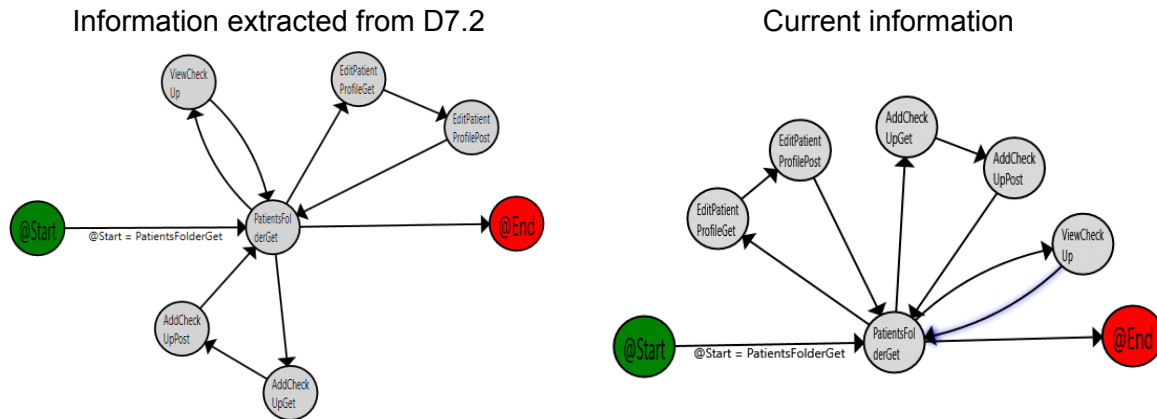 Information extracted from D7.2
ViewCheck
Up
EditPatient
ProfileGet
EditPatient
ProfilePost
@Start
@Start = PatientsFolderGet
PatientsFol
derGet
@End
AddCheck
UpPost
AddCheck
UpGet
Current information
AddCheck
UpGet
EditPatient
ProfilePost
AddCheck
UpPost
EditPatient
ProfileGet
ViewCheck
Up
@Start
@Start = PatientsFolderGet
PatientsFol
derGet
@End